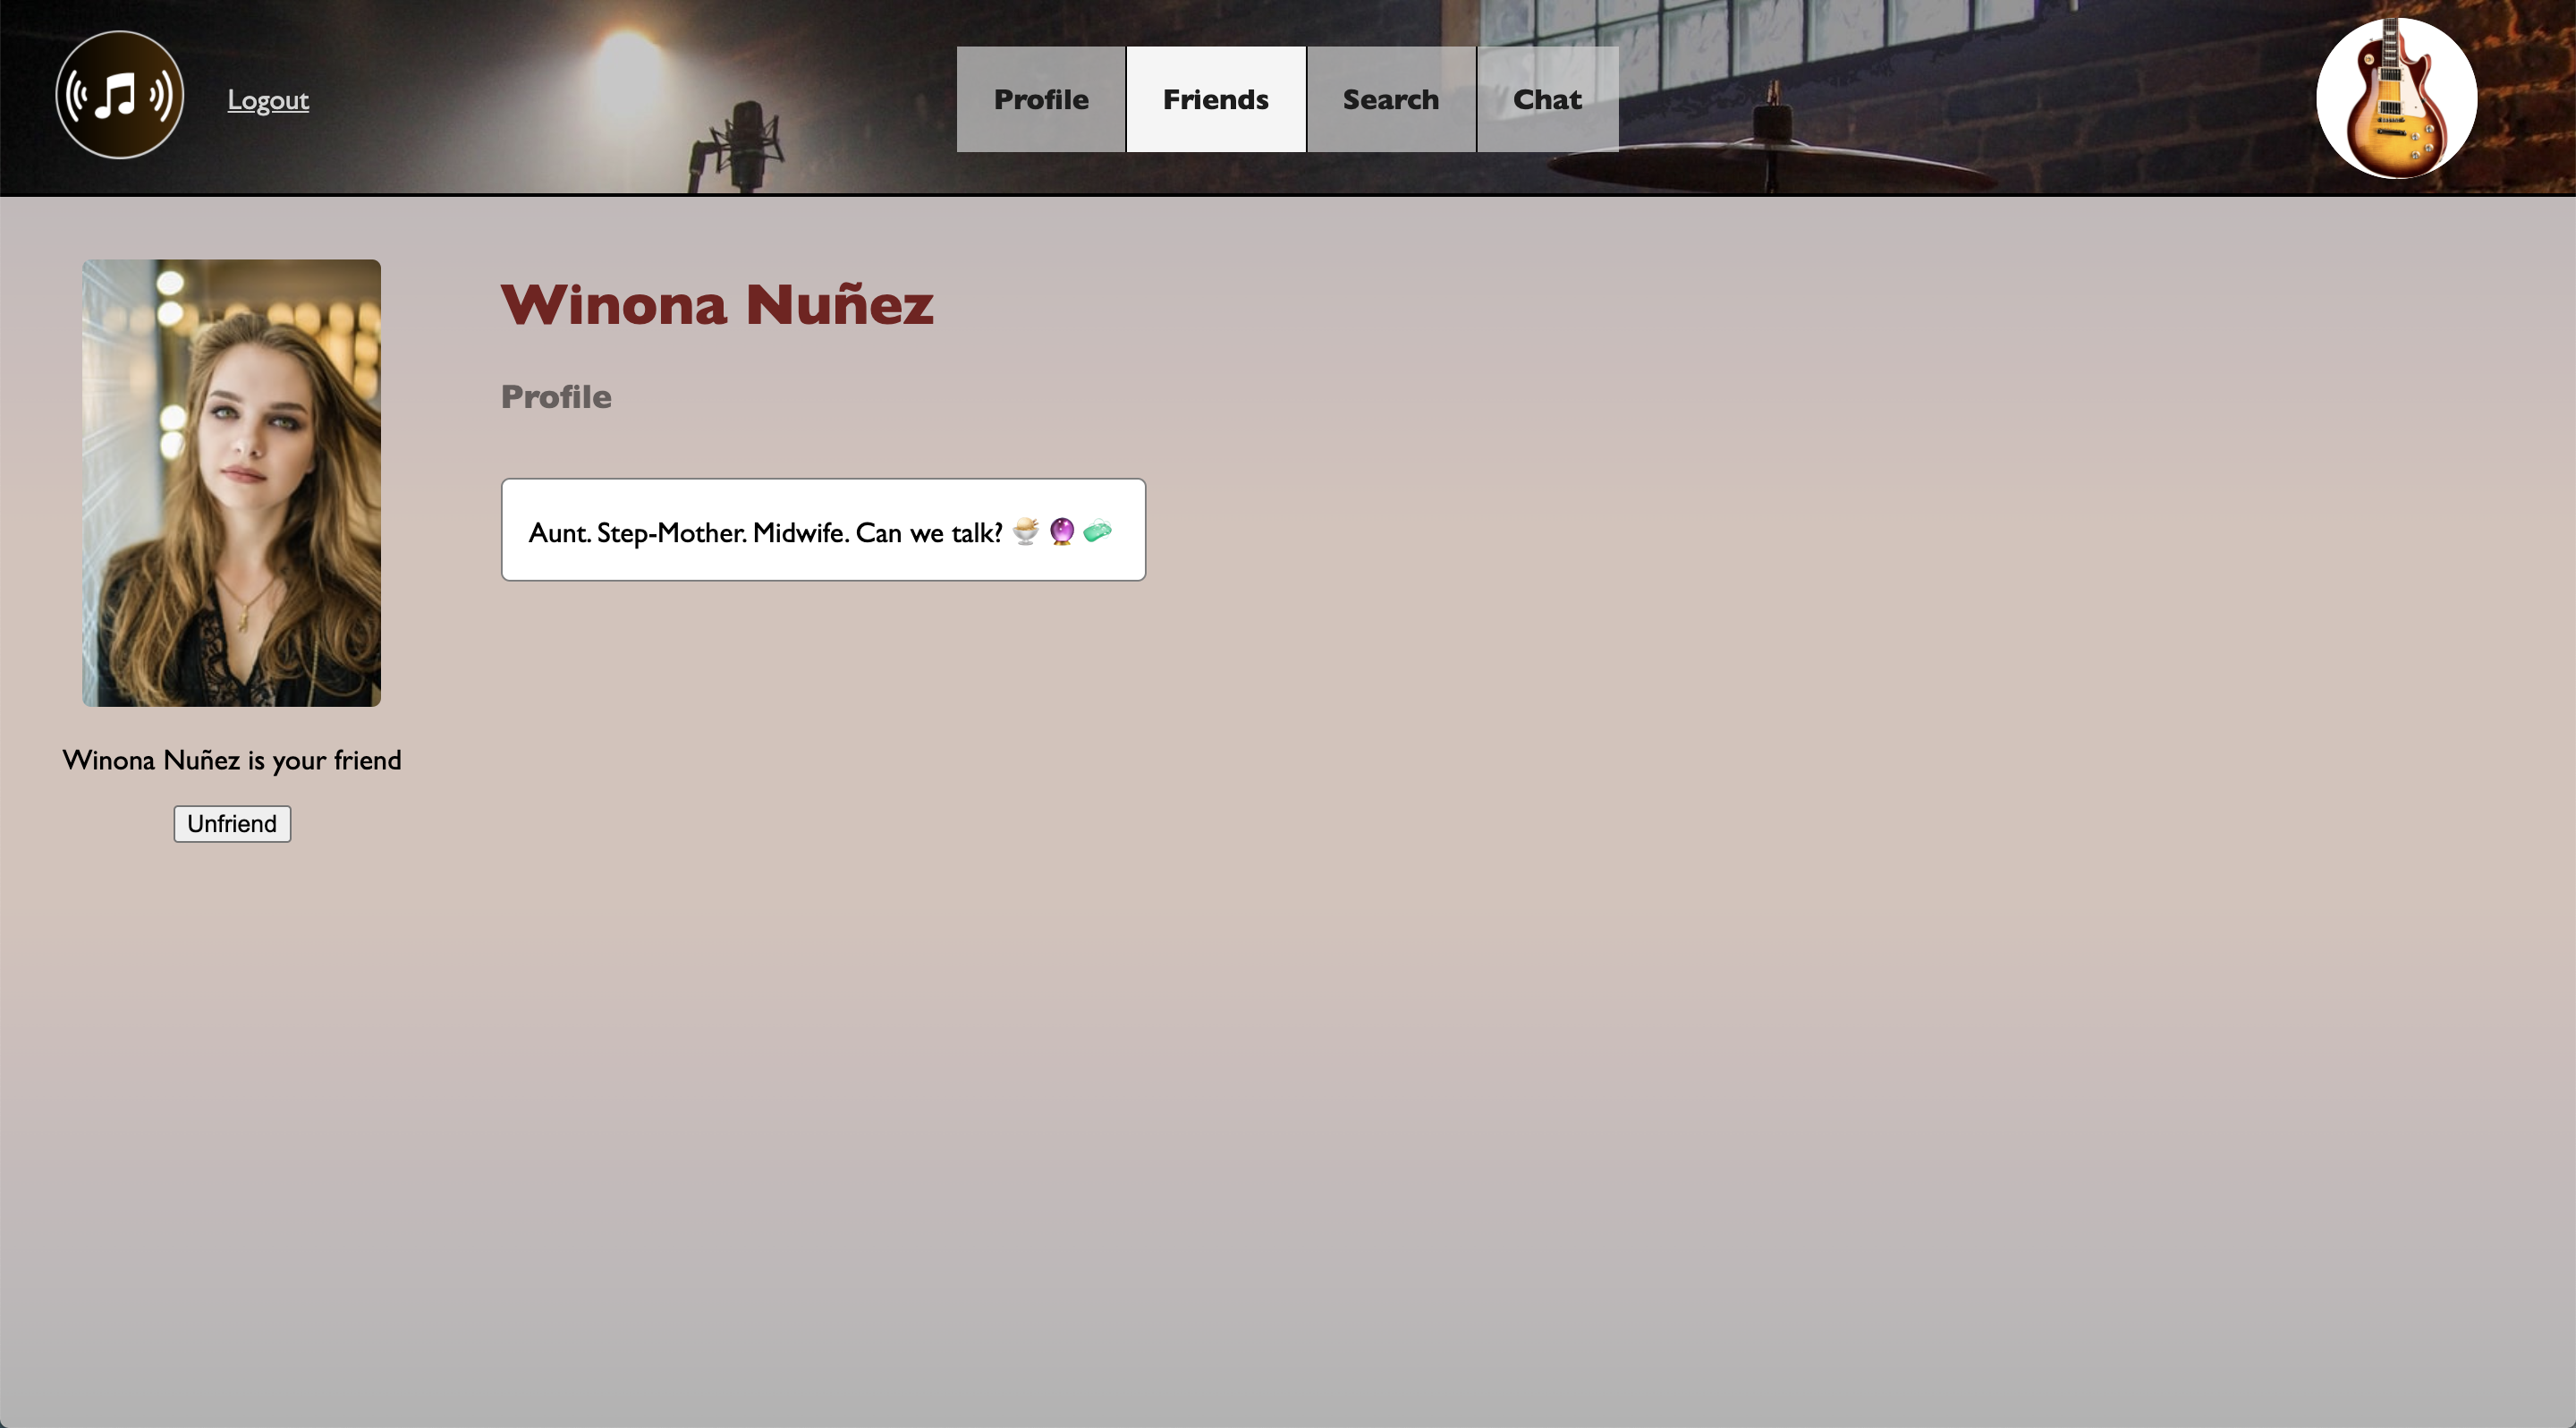 Logout
Profile
Friends
Search
Chat
Winona Nuñez
Profile
Aunt. Step-Mother. Midwife. Can we talk? 🍨 🔮 🧼
Winona Nuñez is your friend
Unfriend